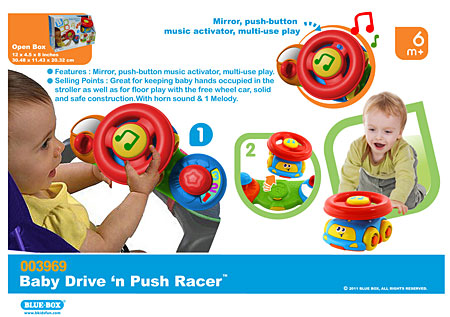 Mirror, push-button
music activator, multi-use play
6
m+
Open Box
12 x 4.5 x 8 inches
30.48 x 11.43 x 20.32 cm
● Features : Mirror, push-button music activator, multi-use play.
● Selling Points : Great for keeping baby hands occupied in the
stroller as well as for floor play with the free wheel car, solid
and safe construction.With horn sound & 1 Melody.
1
2
003969
Baby Drive 'n Push Racer™
BLUE-BOX
www.bkidsfun.com
© 2011 BLUE BOX, ALL RIGHTS RESERVED.